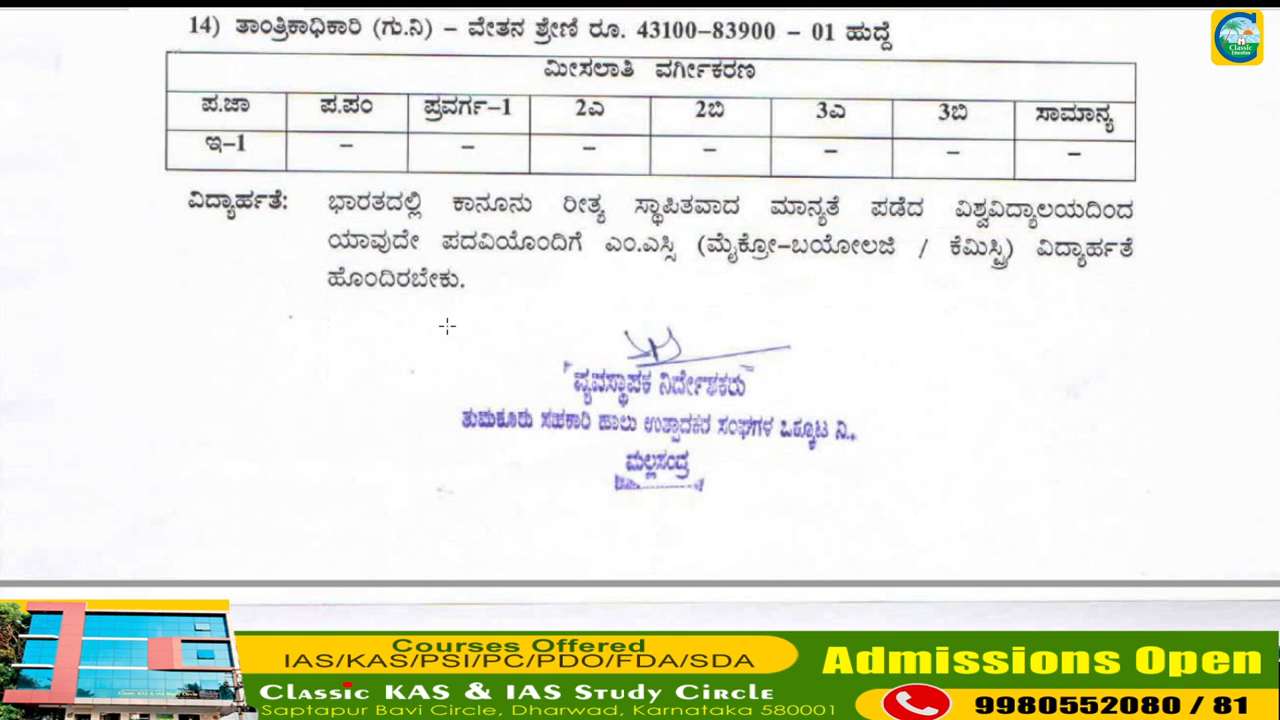 14) ತಾಂತ್ರಿಕಾಧಿಕಾರಿ (ಗು.ನಿ) – ವೇತನ ಶ್ರೇಣಿ ರೂ. 43100–83900 – 01 ಹುದ್ದೆ
Classic
Education
ಮೀಸಲಾತಿ ವರ್ಗೀಕರಣ
ಪ.ಜಾ ಪ.ಪಂ ಪ್ರವರ್ಗ–1 2ಎ 2ಬಿ 3ಎ 3ಬಿ ಸಾಮಾನ್ಯ
ಇ–1 – – – – – – –
ವಿದ್ಯಾರ್ಹತೆ: ಭಾರತದಲ್ಲಿ ಕಾನೂನು ರೀತ್ಯ ಸ್ಥಾಪಿತವಾದ ಮಾನ್ಯತೆ ಪಡೆದ ವಿಶ್ವವಿದ್ಯಾಲಯದಿಂದ
ಯಾವುದೇ ಪದವಿಯೊಂದಿಗೆ ಎಂ.ಎಸ್ಸಿ (ಮೈಕ್ರೋ–ಬಯೋಲಜಿ / ಕೆಮಿಸ್ಟ್ರಿ) ವಿದ್ಯಾರ್ಹತೆ
ಹೊಂದಿರಬೇಕು.
ವ್ಯವಸ್ಥಾಪಕ ನಿರ್ದೇಶಕರು
ತುಮಕೂರು ಸಹಕಾರಿ ಹಾಲು ಉತ್ಪಾದಕರ ಸಂಘಗಳ ಒಕ್ಕೂಟ ನಿ.,
ಮಲ್ಲಸಂದ್ರ
Courses Offered
IAS/KAS/PSI/PC/PDO/FDA/SDA
Classic KAS & IAS Study Circle
Saptapur Bavi Circle, Dharwad, Karnataka 580001
Admissions Open
9980552080 / 81